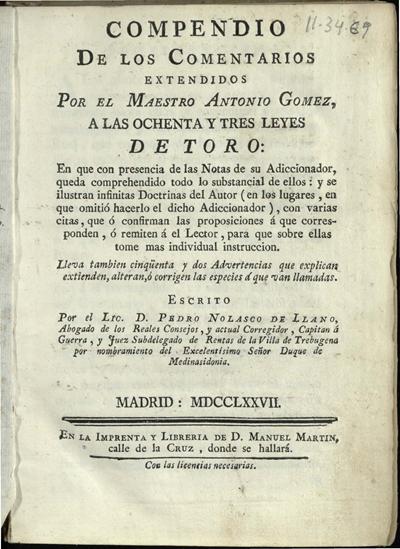 11-34-69
COMPENDIO
DE LOS COMENTARIOS
EXTENDIDOS
POR EL MAESTRO ANTONIO GOMEZ,
A LAS OCHENTA Y TRES LEYES
DE TORO:
En que con presencia de las Notas de su Adiccionador,
queda comprehendido todo lo substancial de ellos: y se
ilustran infinitas Doctrinas del Autor (en los lugares, en
que omitió hacerlo el dicho Adiccionador), con varias
citas, que ó confirman las proposiciones á que corres-
ponden, ó remiten á el Lector, para que sobre ellas
tome mas individual instruccion.
Lleva tambien cinqüenta y dos Advertencias que explican,
extienden, alteran, ó corrigen las especies á que van llamadas.
ESCRITO
Por el LIC. D. PEDRO NOLASCO DE LLANO,
Abogado de los Reales Consejos, y actual Corregidor, Capitan á
Guerra, y Juez Subdelegado de Rentas de la Villa de Trebugena
por nombramiento del Excelentísimo Señor Duque de
Medinasidonia.
MADRID: MDCCLXXVII.
EN LA IMPRENTA Y LIBRERIA DE D. MANUEL MARTIN,
calle de la CRUZ, donde se hallará.
Con las licencias necesarias.